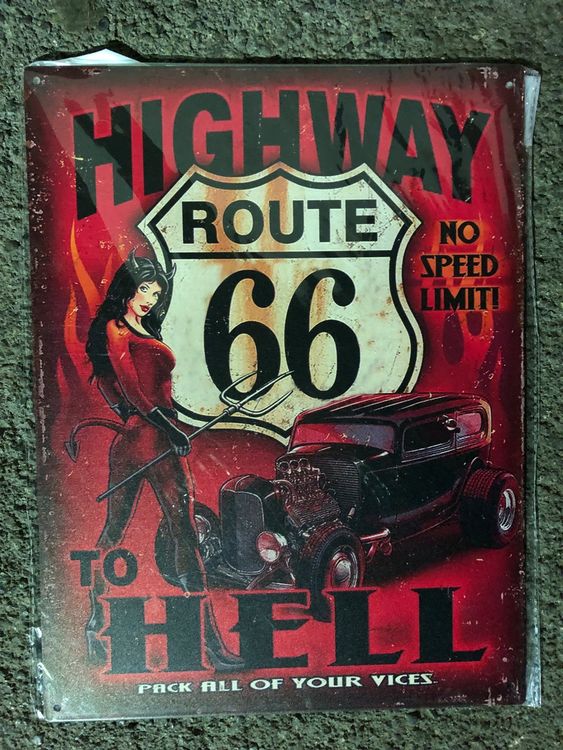 HIGHWAY
ROUTE
66
NO
SPEED
LIMIT!
TO
HELL
PACK ALL OF YOUR VICES